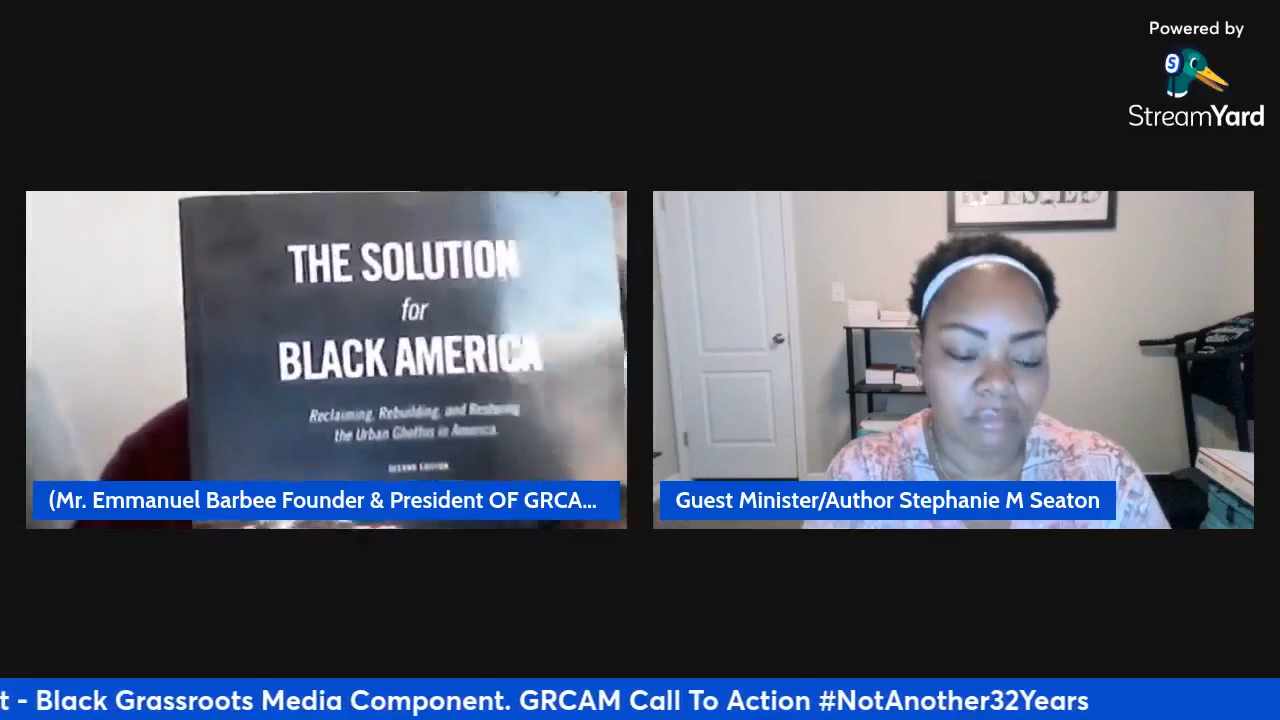 Powered by
S
StreamYard
THE SOLUTION
for
BLACK AMERICA
Reclaiming, Rebuilding, and Restoring
the Urban Ghettos in America.
SECOND EDITION
(Mr. Emmanuel Barbee Founder & President OF GRCA...
Guest Minister/Author Stephanie M Seaton
t - Black Grassroots Media Component. GRCAM Call To Action #NotAnother32Years